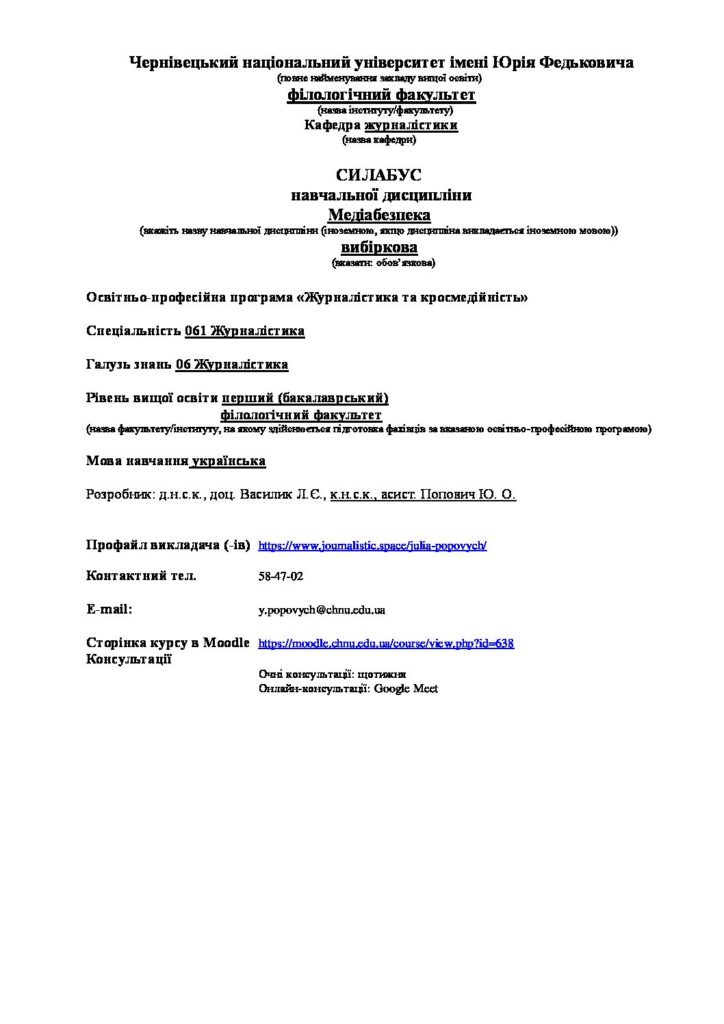 Чернівецький національний університет імені Юрія Федьковича
(повне найменування закладу вищої освіти)
філологічний факультет
(назва інституту/факультету)
Кафедра журналістики
(назва кафедри)
СИЛАБУС
навчальної дисципліни
Медіабезпека
(вкажіть назву навчальної дисципліни (іноземною, якщо дисципліна викладається іноземною мовою))
вибіркова
(вказати: обов’язкова)
Освітньо-професійна програма «Журналістика та кросмедійність»
Спеціальність 061 Журналістика
Галузь знань 06 Журналістика
Рівень вищої освіти перший (бакалаврський)
філологічний факультет
(назва факультету/інституту, на якому здійснюється підготовка фахівців за вказаною освітньо-професійною програмою)
Мова навчання українська
Розробник: д.н.с.к., доц. Василик Л.Є., к.н.с.к., асист. Попович Ю. О.
Профайл викладача (-ів) https://www.journalistic.space/julia-popovych/
Контактний тел. 58-47-02
E-mail: y.popovych@chnu.edu.ua
Сторінка курсу в Moodle https://moodle.chnu.edu.ua/course/view.php?id=638
Консультації
Очні консультації: щотижня
Онлайн-консультації: Google Meet